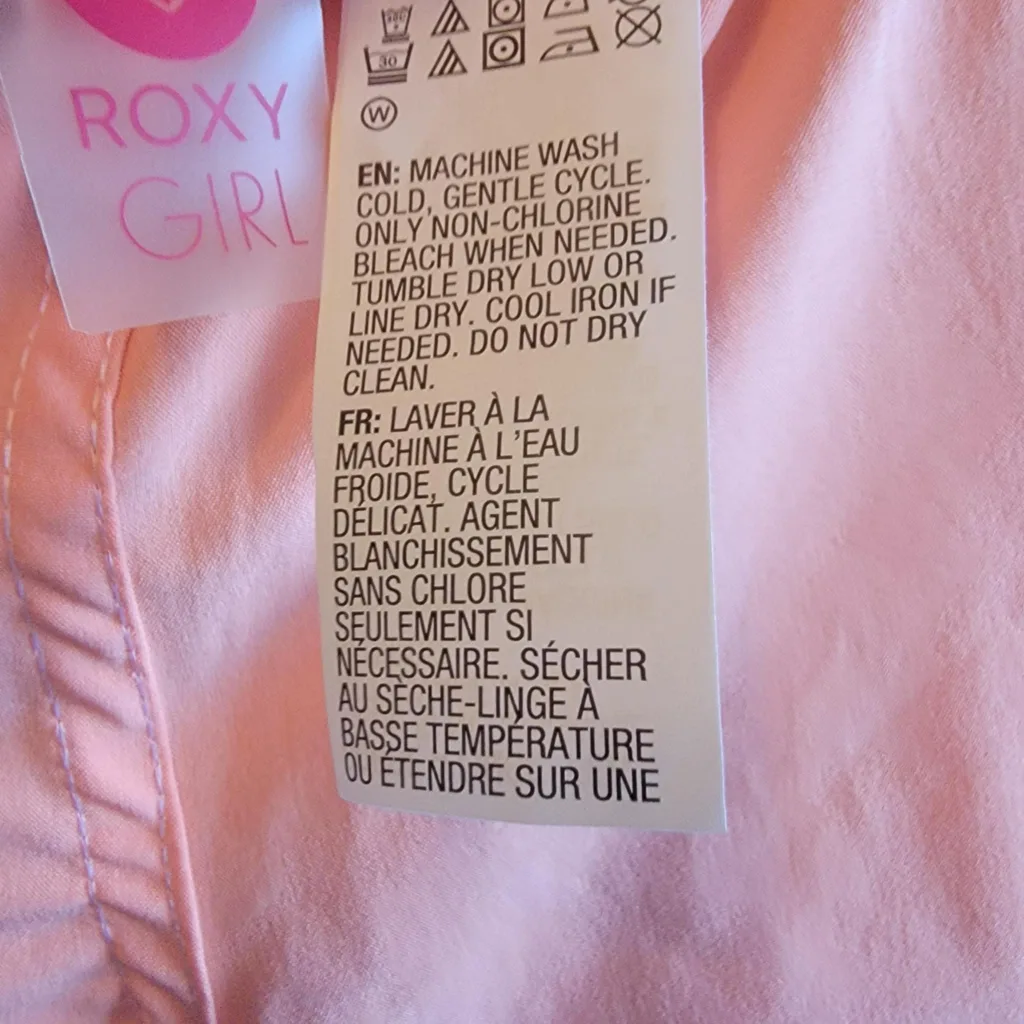 ROXY
GIRL
30
W
EN: MACHINE WASH
COLD, GENTLE CYCLE.
ONLY NON-CHLORINE
BLEACH WHEN NEEDED.
TUMBLE DRY LOW OR
LINE DRY. COOL IRON IF
NEEDED. DO NOT DRY
CLEAN.
FR: LAVER À LA
MACHINE À L'EAU
FROIDE, CYCLE
DÉLICAT. AGENT
BLANCHISSEMENT
SANS CHLORE
SEULEMENT SI
NÉCESSAIRE. SÉCHER
AU SÈCHE-LINGE À
BASSE TEMPÉRATURE
OU ÉTENDRE SUR UNE